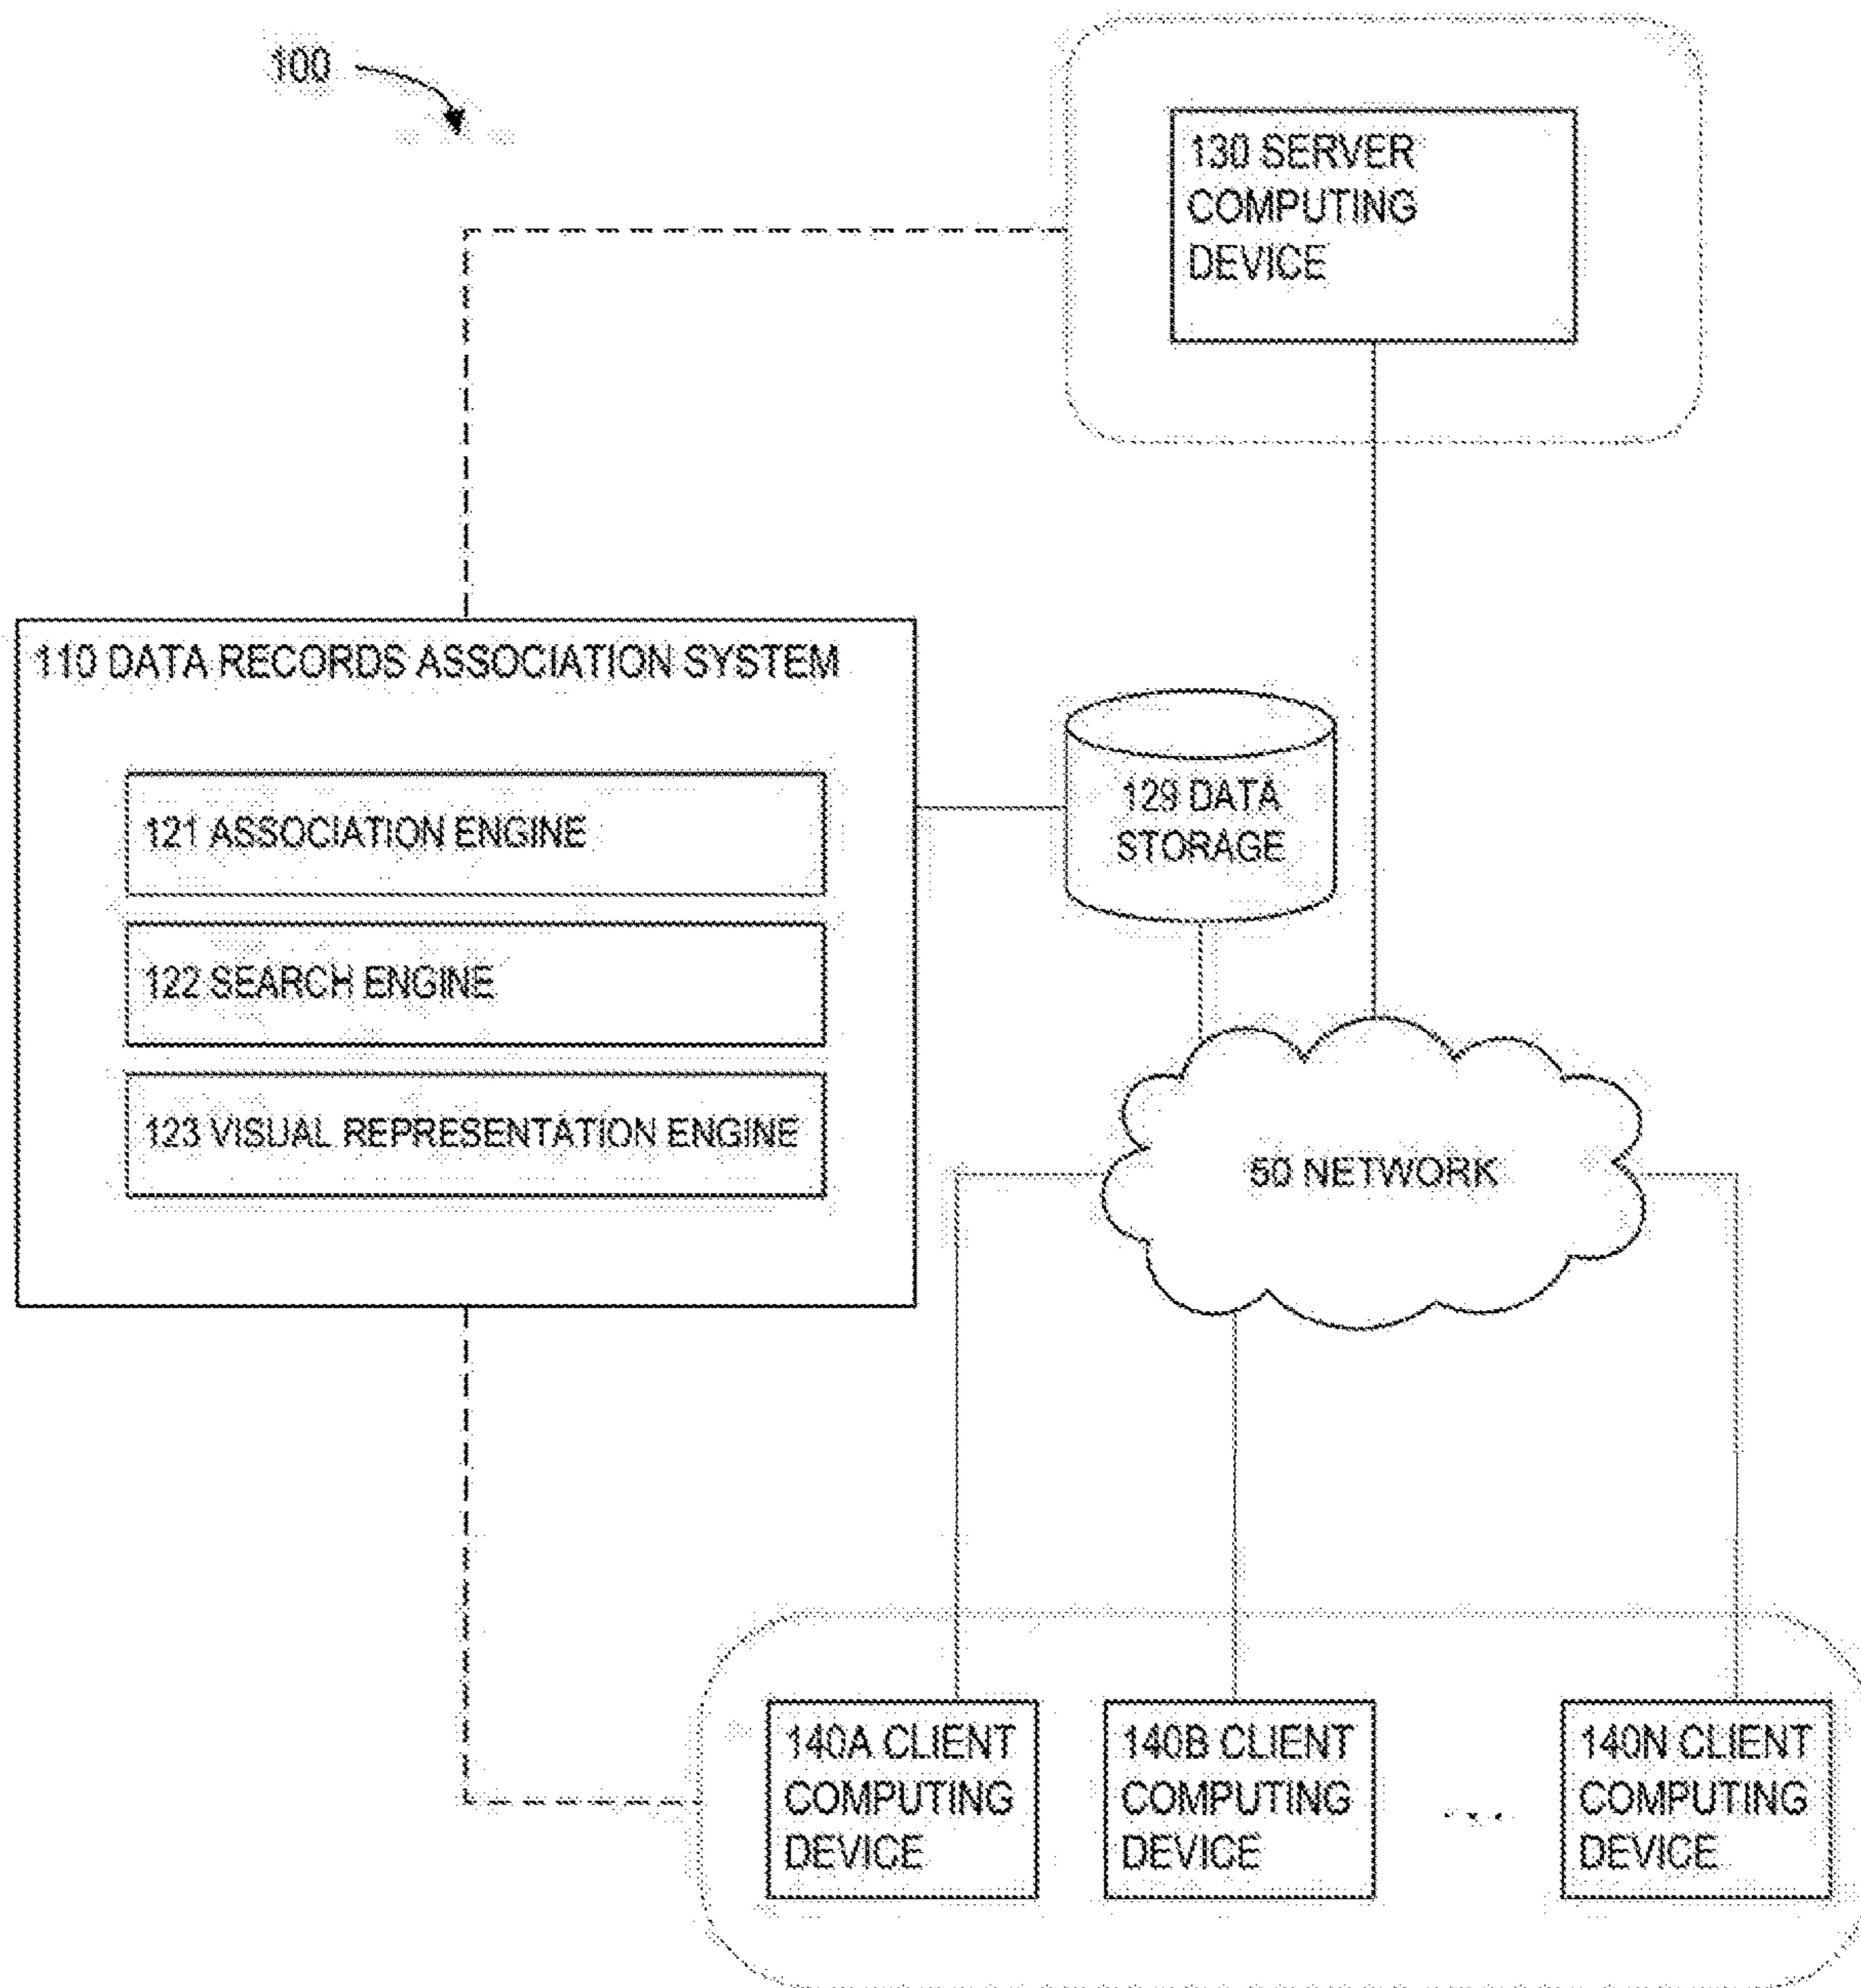 100
130 SERVER
COMPUTING
DEVICE
110 DATA RECORDS ASSOCIATION SYSTEM
121 ASSOCIATION ENGINE
122 SEARCH ENGINE
123 VISUAL REPRESENTATION ENGINE
129 DATA
STORAGE
50 NETWORK
140A CLIENT
COMPUTING
DEVICE
140B CLIENT
COMPUTING
DEVICE
...
140N CLIENT
COMPUTING
DEVICE